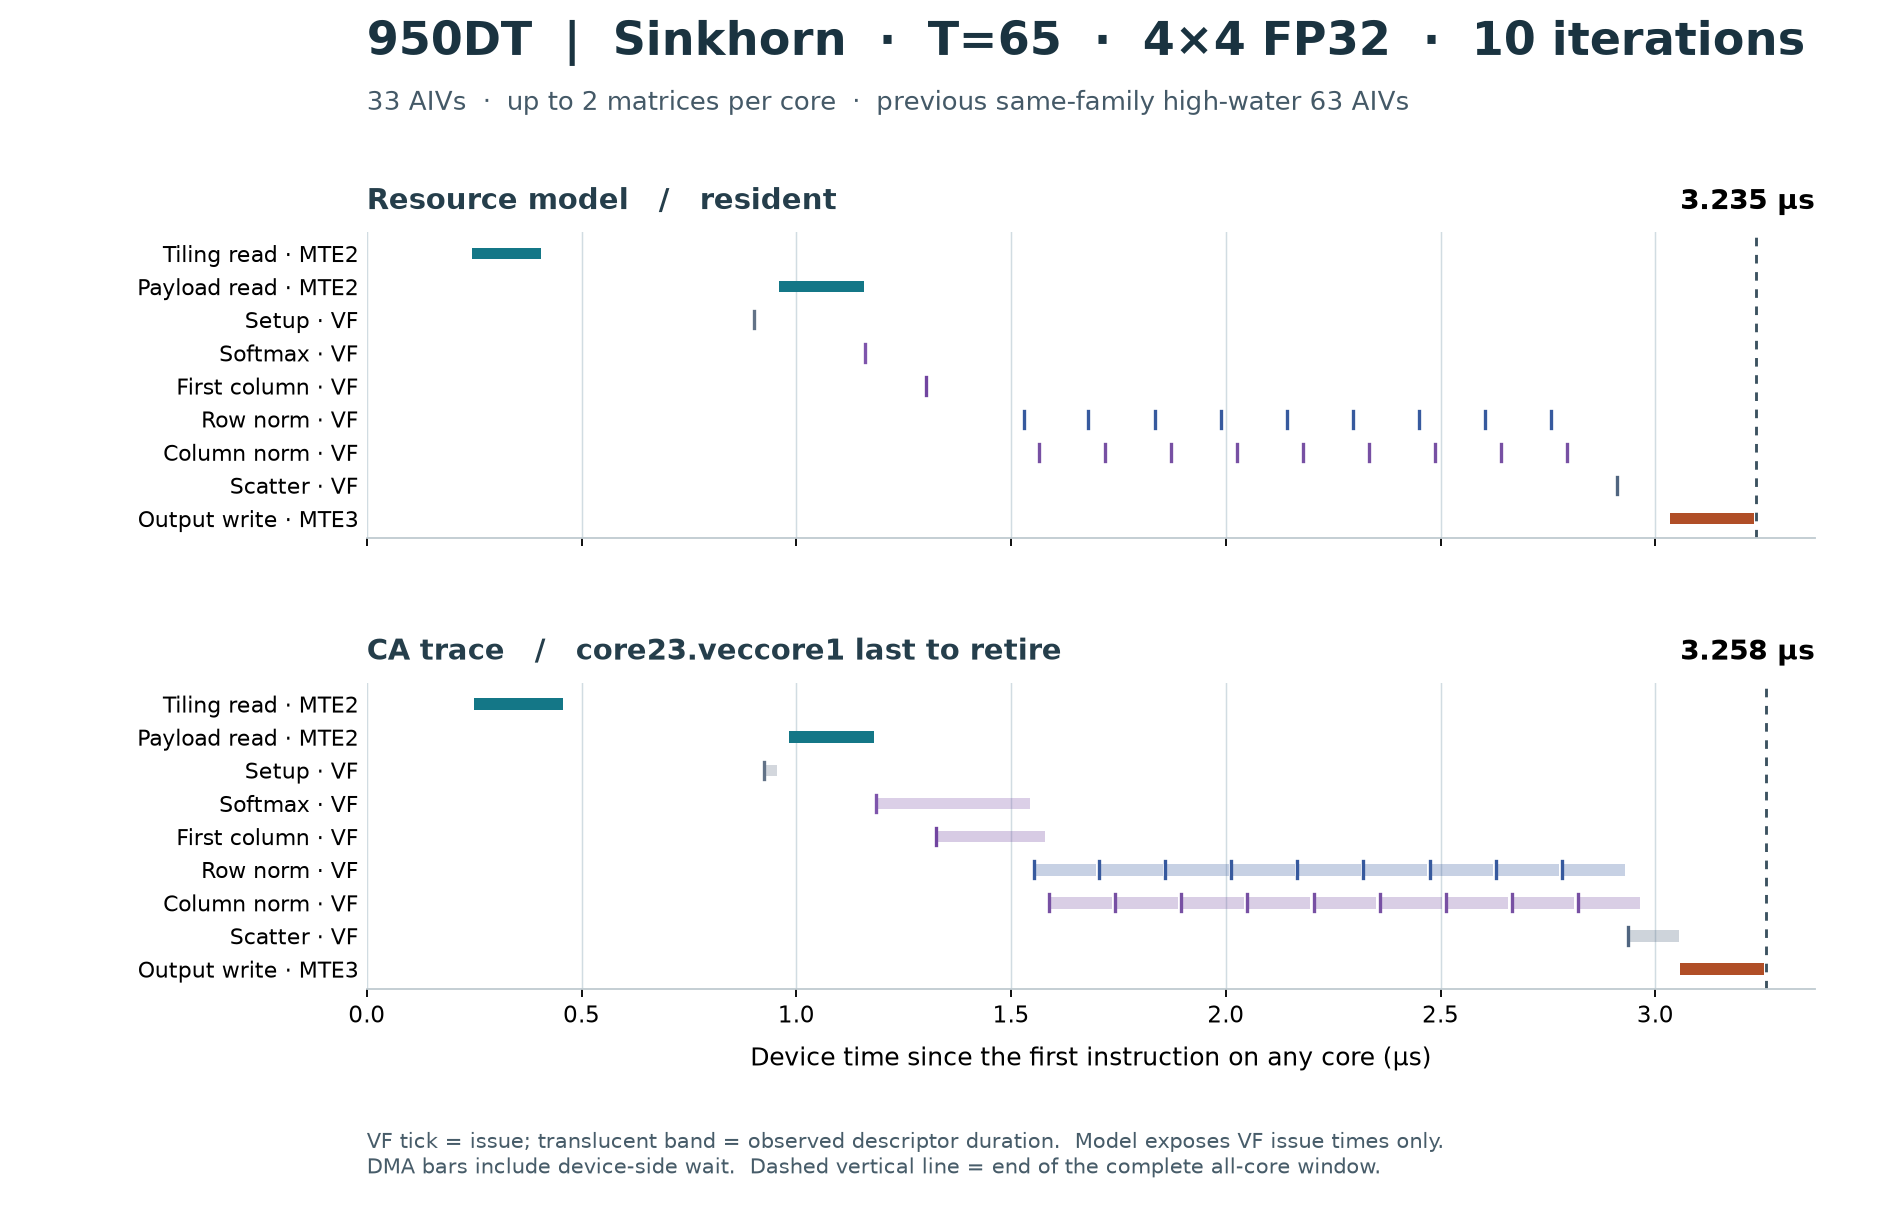 950DT | Sinkhorn · T=65 · 4×4 FP32 · 10 iterations
33 AIVs · up to 2 matrices per core · previous same-family high-water 63 AIVs
Resource model / resident
3.235 µs
Tiling read · MTE2
Payload read · MTE2
Setup · VF
Softmax · VF
First column · VF
Row norm · VF
Column norm · VF
Scatter · VF
Output write · MTE3
CA trace / core23.veccore1 last to retire
3.258 µs
Tiling read · MTE2
Payload read · MTE2
Setup · VF
Softmax · VF
First column · VF
Row norm · VF
Column norm · VF
Scatter · VF
Output write · MTE3
0.0 0.5 1.0 1.5 2.0 2.5 3.0
Device time since the first instruction on any core (µs)
VF tick = issue; translucent band = observed descriptor duration. Model exposes VF issue times only.
DMA bars include device-side wait. Dashed vertical line = end of the complete all-core window.